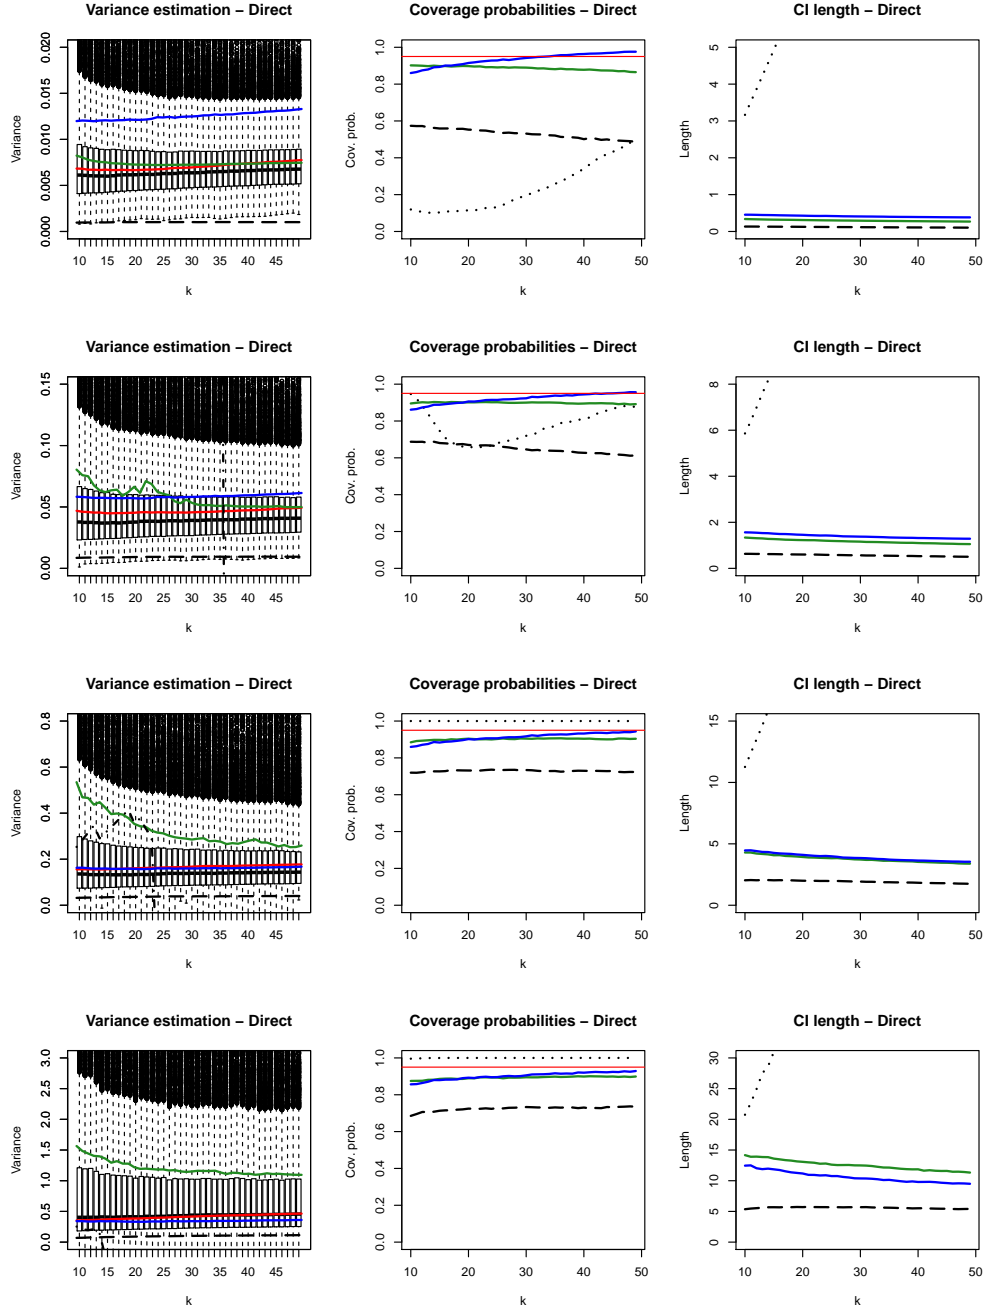 Variance estimation – Direct
Coverage probabilities – Direct
CI length – Direct
Variance
0.000 0.005 0.010 0.015 0.020
10 15 20 25 30 35 40 45
k
Cov. prob.
0.0 0.2 0.4 0.6 0.8 1.0
10 20 30 40 50
k
Length
0 1 2 3 4 5
10 20 30 40 50
k
Variance estimation – Direct
Coverage probabilities – Direct
CI length – Direct
Variance
0.00 0.05 0.10 0.15
10 15 20 25 30 35 40 45
k
Cov. prob.
0.0 0.2 0.4 0.6 0.8 1.0
10 20 30 40 50
k
Length
0 2 4 6 8
10 20 30 40 50
k
Variance estimation – Direct
Coverage probabilities – Direct
CI length – Direct
Variance
0.0 0.2 0.4 0.6 0.8
10 15 20 25 30 35 40 45
k
Cov. prob.
0.0 0.2 0.4 0.6 0.8 1.0
10 20 30 40 50
k
Length
0 5 10 15
10 20 30 40 50
k
Variance estimation – Direct
Coverage probabilities – Direct
CI length – Direct
Variance
0.0 0.5 1.0 1.5 2.0 2.5 3.0
10 15 20 25 30 35 40 45
k
Cov. prob.
0.0 0.2 0.4 0.6 0.8 1.0
10 20 30 40 50
k
Length
0 5 10 15 20 25 30
10 20 30 40 50
k